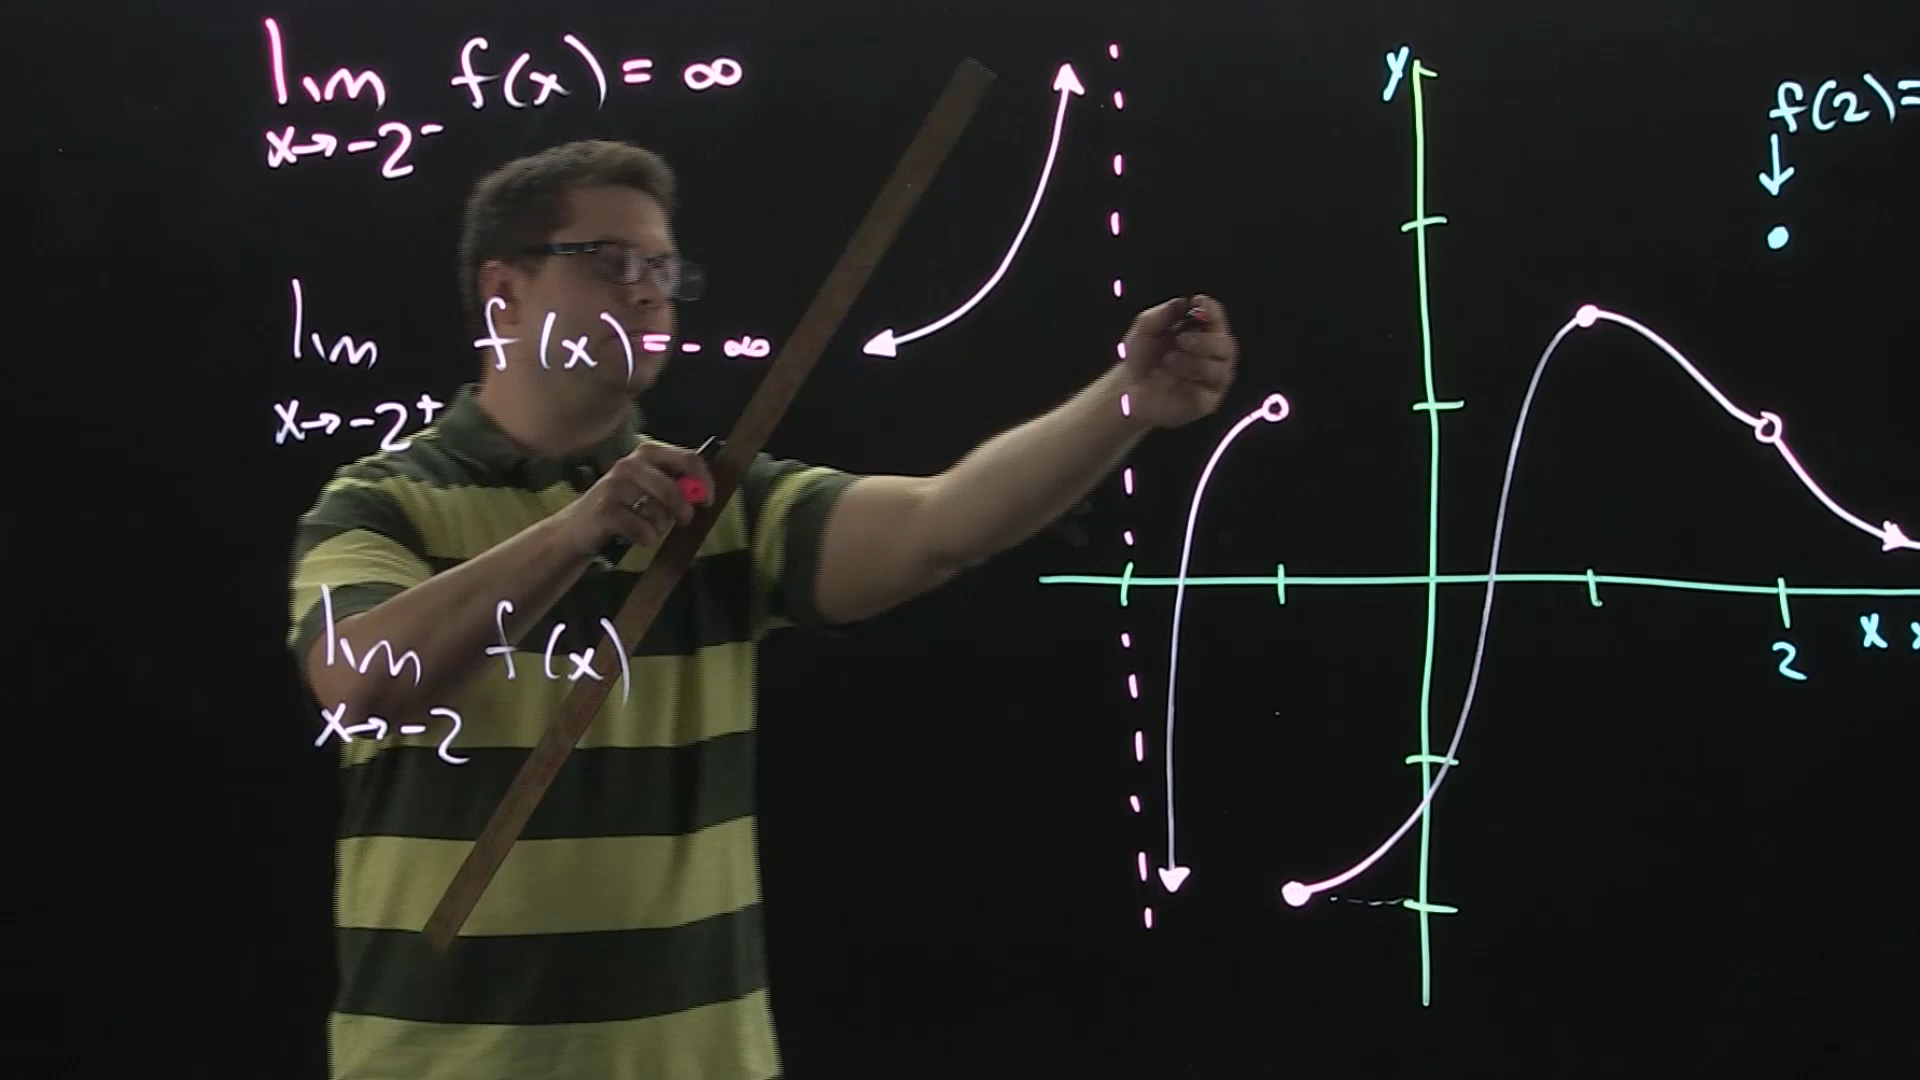 lim f(x) = ∞
x→-2⁻
lim f(x) = - ∞
x→-2⁺
lim f(x)
x→-2
y
f(2)=
2
x